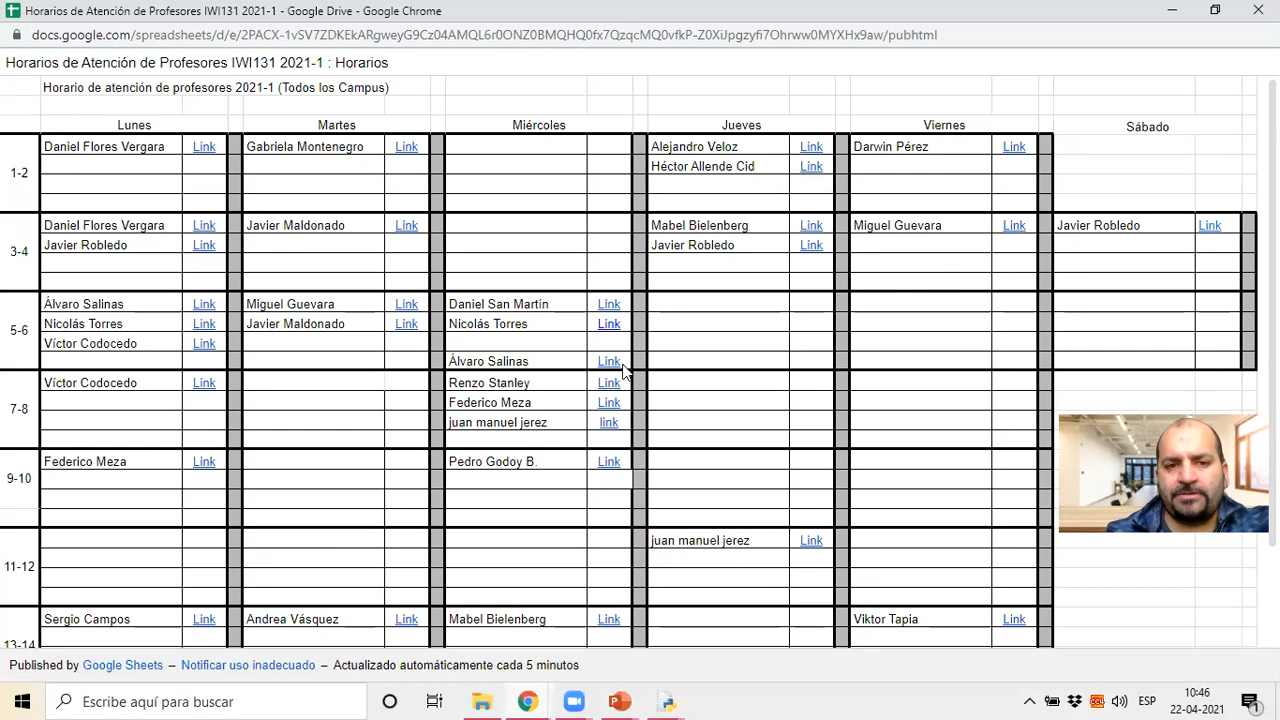 Horarios de Atención de Profesores IWI131 2021-1 - Google Drive - Google Chrome
docs.google.com/spreadsheets/d/e/2PACX-1vSV7ZDKEkARgweyG9Cz04AMQL6r0ONZ0BMQHQ0fx7QzqcMQ0vfkP-Z0XiJpgzyfi7Ohrww0MYXHx9aw/pubhtml
Horarios de Atención de Profesores IWI131 2021-1 : Horarios
Horario de atención de profesores 2021-1 (Todos los Campus)
Lunes Martes Miércoles Jueves Viernes Sábado
Daniel Flores Vergara Link Gabriela Montenegro Link Alejandro Veloz Link Darwin Pérez Link
1-2 Héctor Allende Cid Link
Daniel Flores Vergara Link Javier Maldonado Link Mabel Bielenberg Link Miguel Guevara Link Javier Robledo Link
3-4 Javier Robledo Link Javier Robledo Link
Álvaro Salinas Link Miguel Guevara Link Daniel San Martín Link
5-6 Nicolás Torres Link Javier Maldonado Link Nicolás Torres Link
Víctor Codocedo Link
Álvaro Salinas Link
Víctor Codocedo Link Renzo Stanley Link
7-8 Federico Meza Link
juan manuel jerez link
Federico Meza Link Pedro Godoy B. Link
9-10
juan manuel jerez Link
11-12
Sergio Campos Link Andrea Vásquez Link Mabel Bielenberg Link Viktor Tapia Link
13-14
Published by Google Sheets – Notificar uso inadecuado – Actualizado automáticamente cada 5 minutos
Escribe aquí para buscar
ESP
10:46
22-04-2021